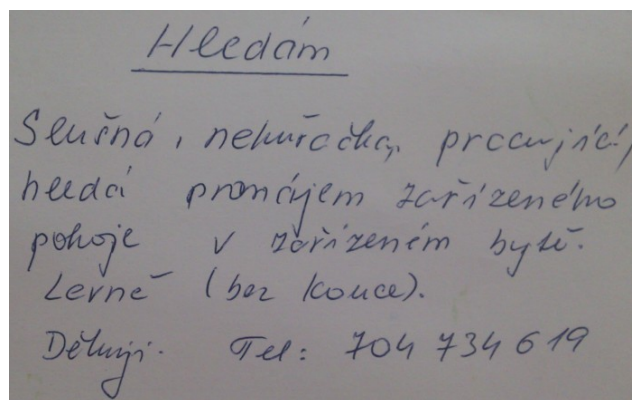 Hledám
Slušná, nekuřačka, pracující,
hledá pronájem zařízeného
pokoje v zařízeném bytě.
Levně (bez kauce).
Děkuji. Tel: 704 734 619